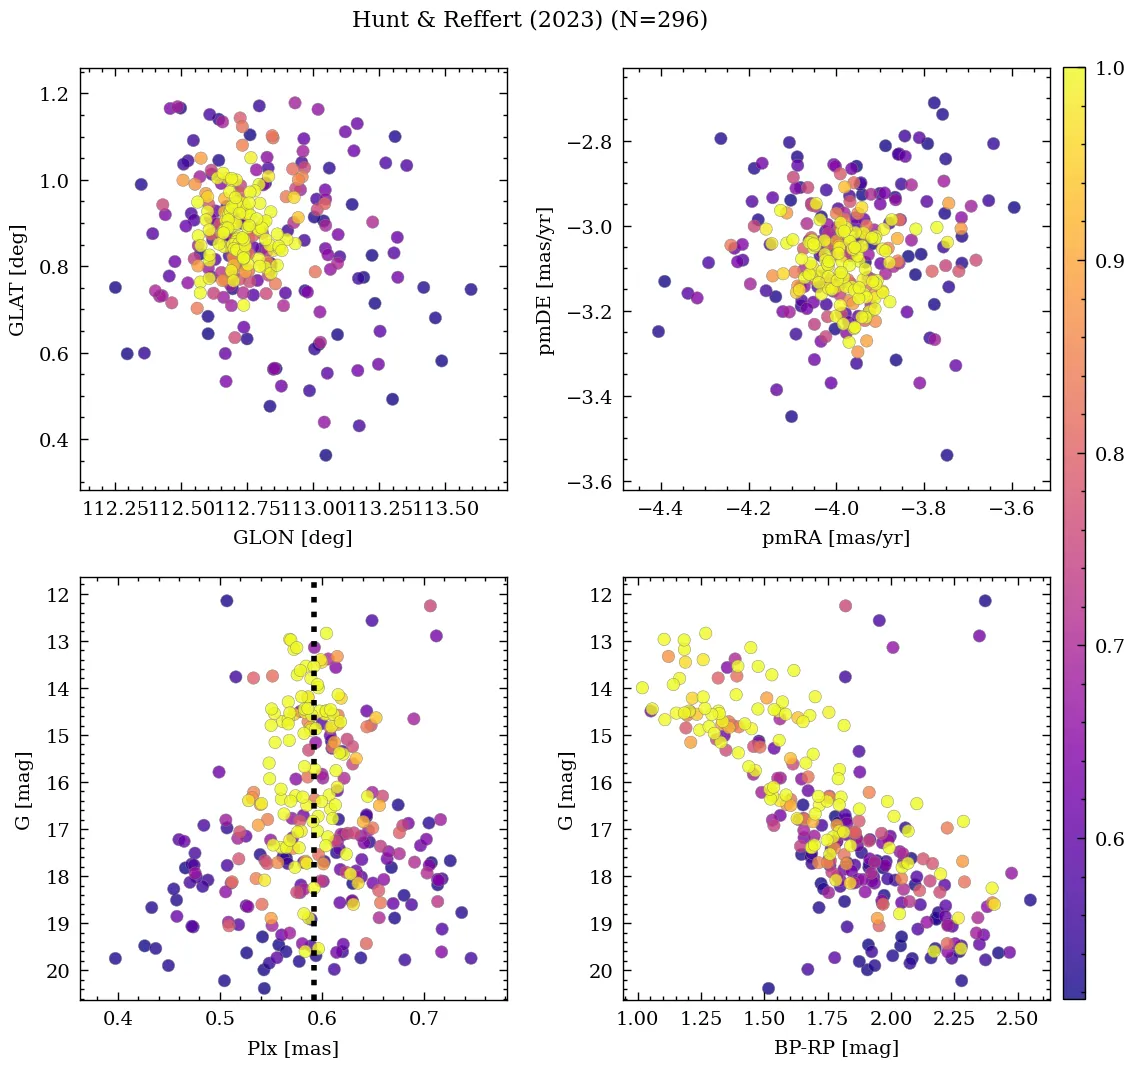 Hunt & Reffert (2023) (N=296)
1.2
1.0
0.8
0.6
0.4
GLAT [deg]
112.25 112.50 112.75 113.00 113.25 113.50
GLON [deg]
−2.8
−3.0
−3.2
−3.4
−3.6
pmDE [mas/yr]
−4.4 −4.2 −4.0 −3.8 −3.6
pmRA [mas/yr]
12
13
14
15
16
17
18
19
20
G [mag]
0.4 0.5 0.6 0.7
Plx [mas]
12
13
14
15
16
17
18
19
20
G [mag]
1.00 1.25 1.50 1.75 2.00 2.25 2.50
BP-RP [mag]
1.0
0.9
0.8
0.7
0.6